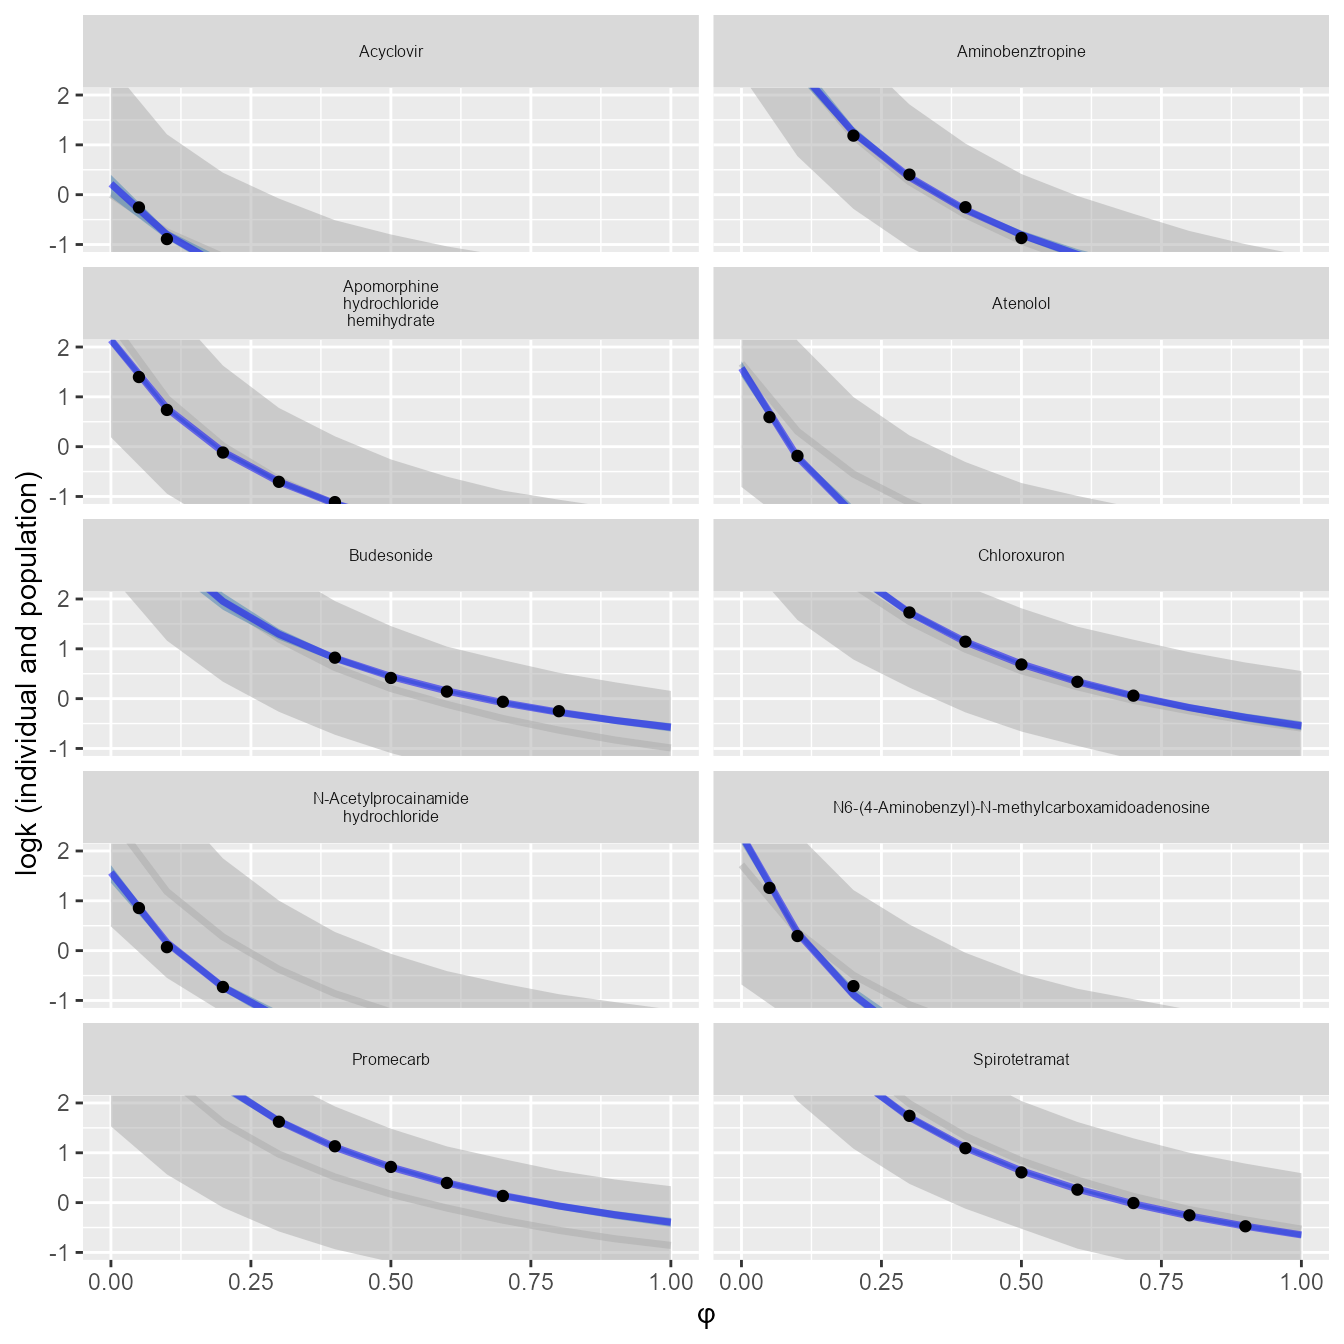 Acyclovir
Aminobenztropine
2
1
0
-1
Apomorphine
hydrochloride
hemihydrate
Atenolol
2
1
0
-1
Budesonide
Chloroxuron
2
1
0
-1
N-Acetylprocainamide
hydrochloride
N6-(4-Aminobenzyl)-N-methylcarboxamidoadenosine
2
1
0
-1
Promecarb
Spirotetramat
2
1
0
-1
0.00 0.25 0.50 0.75 1.00
0.00 0.25 0.50 0.75 1.00
φ
logk (individual and population)